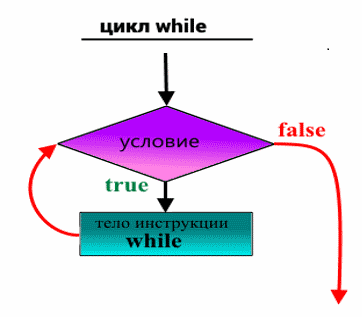 цикл while
условие
false
true
тело инструкции
while